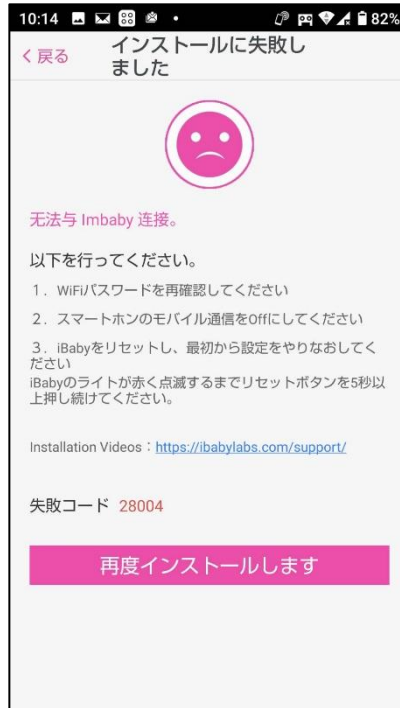 10:14 82%
< 戻る
インストールに失敗し
ました
无法与 Imbaby 连接。
以下を行ってください。
１．WiFiパスワードを再確認してください
２．スマートホンのモバイル通信をOffにしてください
３．iBabyをリセットし、最初から設定をやりなおしてく
ださい
iBabyのライトが赤く点滅するまでリセットボタンを5秒以
上押し続けてください。
Installation Videos：https://ibabylabs.com/support/
失敗コード 28004
再度インストールします